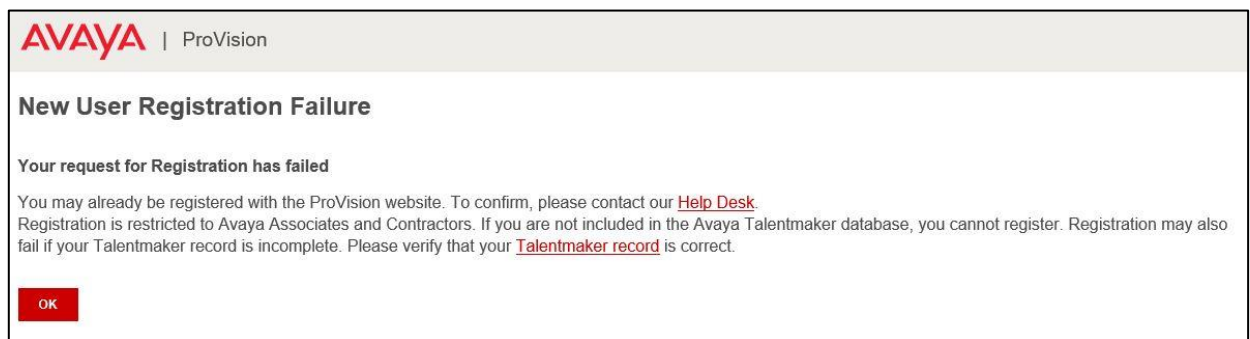 AVAYA | ProVision
New User Registration Failure
Your request for Registration has failed
You may already be registered with the ProVision website. To confirm, please contact our Help Desk.
Registration is restricted to Avaya Associates and Contractors. If you are not included in the Avaya Talentmaker database, you cannot register. Registration may also
fail if your Talentmaker record is incomplete. Please verify that your Talentmaker record is correct.
OK